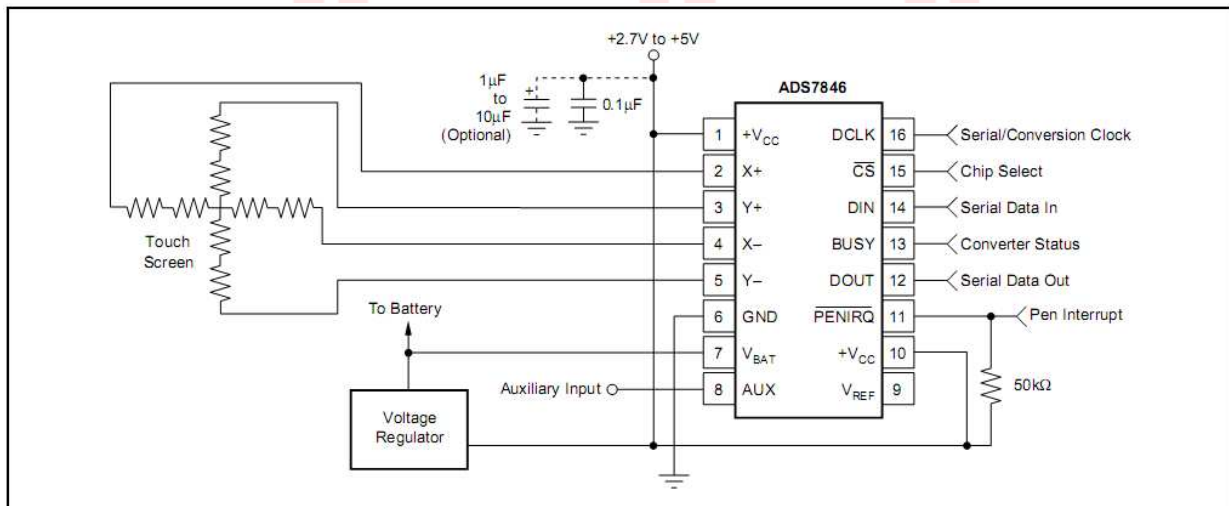 +2.7V to +5V
1μF
to
10μF
(Optional)
+
0.1μF
ADS7846
1 +VCC DCLK 16 Serial/Conversion Clock
2 X+ CS 15 Chip Select
3 Y+ DIN 14 Serial Data In
4 X– BUSY 13 Converter Status
5 Y– DOUT 12 Serial Data Out
6 GND PENIRQ 11 Pen Interrupt
7 VBAT +VCC 10
8 AUX VREF 9
Touch
Screen
To Battery
Auxiliary Input
Voltage
Regulator
50kΩ